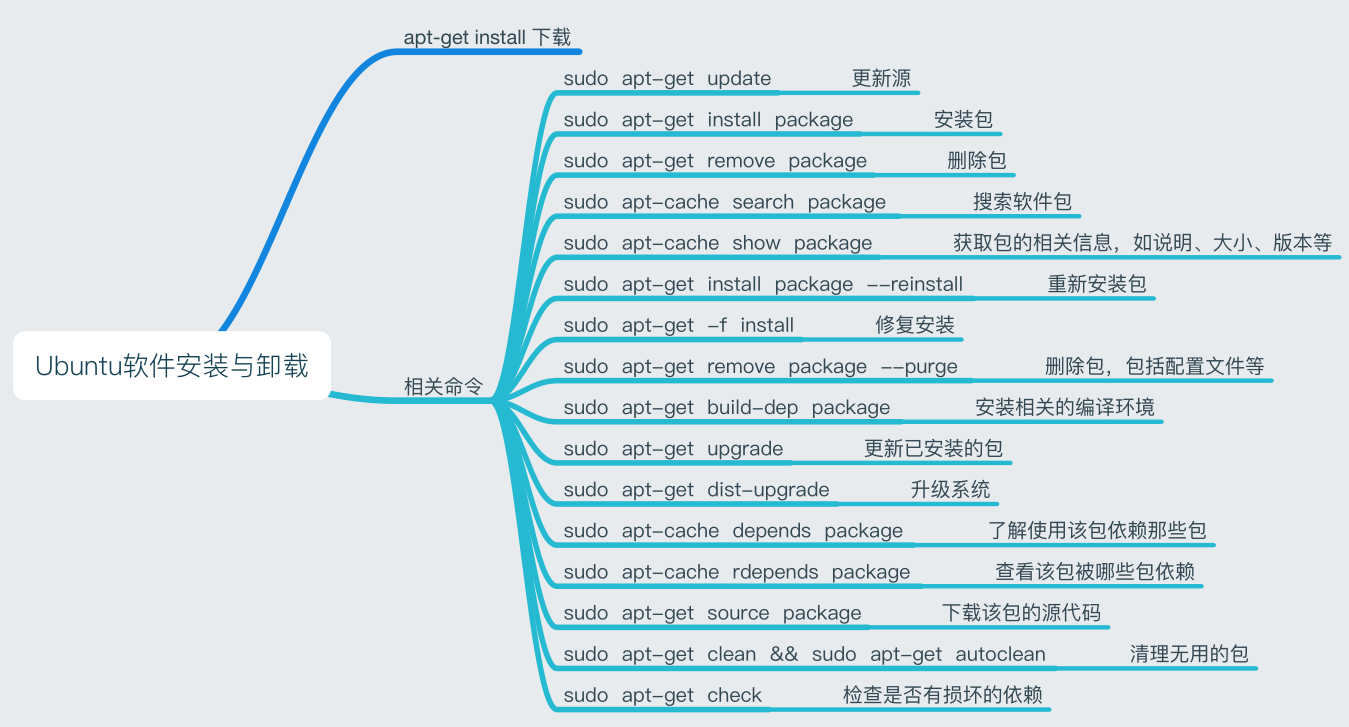 apt-get install 下载
sudo apt-get update 更新源
sudo apt-get install package 安装包
sudo apt-get remove package 删除包
sudo apt-cache search package 搜索软件包
sudo apt-cache show package 获取包的相关信息，如说明、大小、版本等
sudo apt-get install package --reinstall 重新安装包
sudo apt-get -f install 修复安装
Ubuntu软件安装与卸载
相关命令
sudo apt-get remove package --purge 删除包，包括配置文件等
sudo apt-get build-dep package 安装相关的编译环境
sudo apt-get upgrade 更新已安装的包
sudo apt-get dist-upgrade 升级系统
sudo apt-cache depends package 了解使用该包依赖那些包
sudo apt-cache rdepends package 查看该包被哪些包依赖
sudo apt-get source package 下载该包的源代码
sudo apt-get clean && sudo apt-get autoclean 清理无用的包
sudo apt-get check 检查是否有损坏的依赖